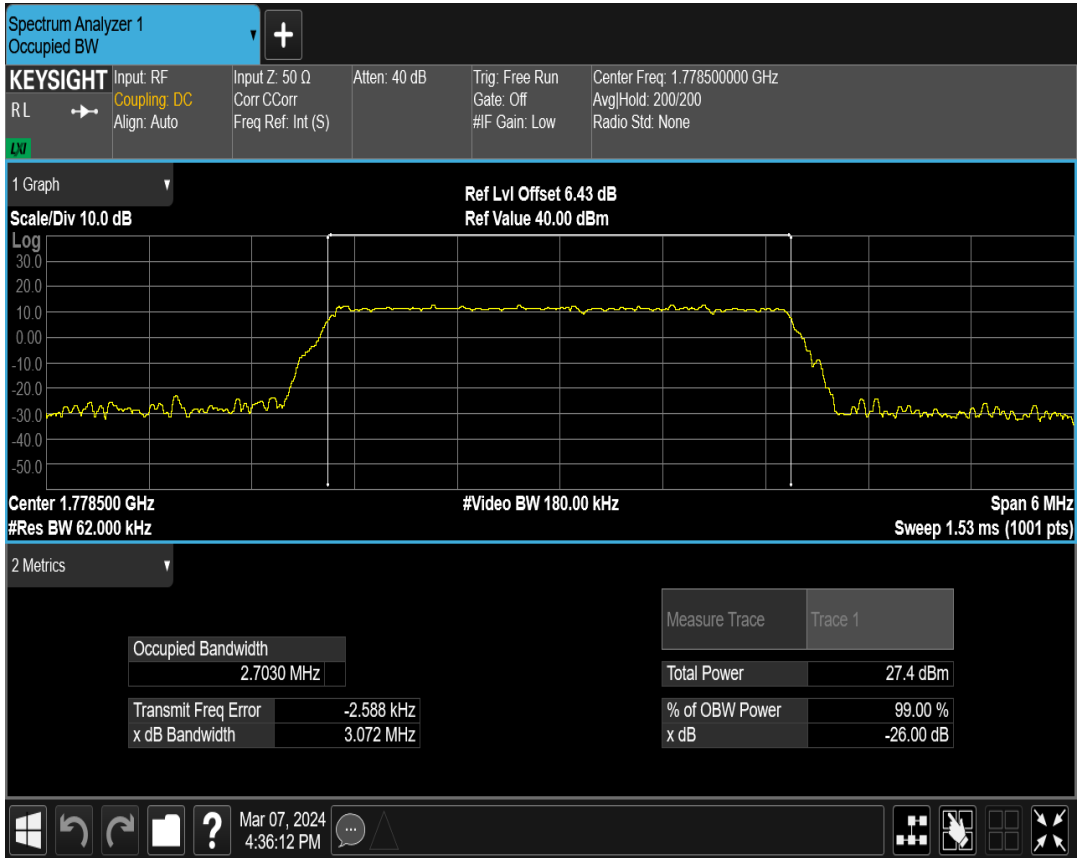 Spectrum Analyzer 1
Occupied BW
+
KEYSIGHT
RL
LXI
Input: RF
Coupling: DC
Align: Auto
Input Z: 50 Ω
Corr CCorr
Freq Ref: Int (S)
Atten: 40 dB
Trig: Free Run
Gate: Off
#IF Gain: Low
Center Freq: 1.778500000 GHz
Avg|Hold: 200/200
Radio Std: None
1 Graph
Scale/Div 10.0 dB
Ref Lvl Offset 6.43 dB
Ref Value 40.00 dBm
Log
30.0
20.0
10.0
0.00
-10.0
-20.0
-30.0
-40.0
-50.0
Center 1.778500 GHz
#Video BW 180.00 kHz
Span 6 MHz
#Res BW 62.000 kHz
Sweep 1.53 ms (1001 pts)
2 Metrics
Measure Trace Trace 1
Occupied Bandwidth
2.7030 MHz
Total Power 27.4 dBm
Transmit Freq Error -2.588 kHz
% of OBW Power 99.00 %
x dB Bandwidth 3.072 MHz
x dB -26.00 dB
?
Mar 07, 2024
4:36:12 PM